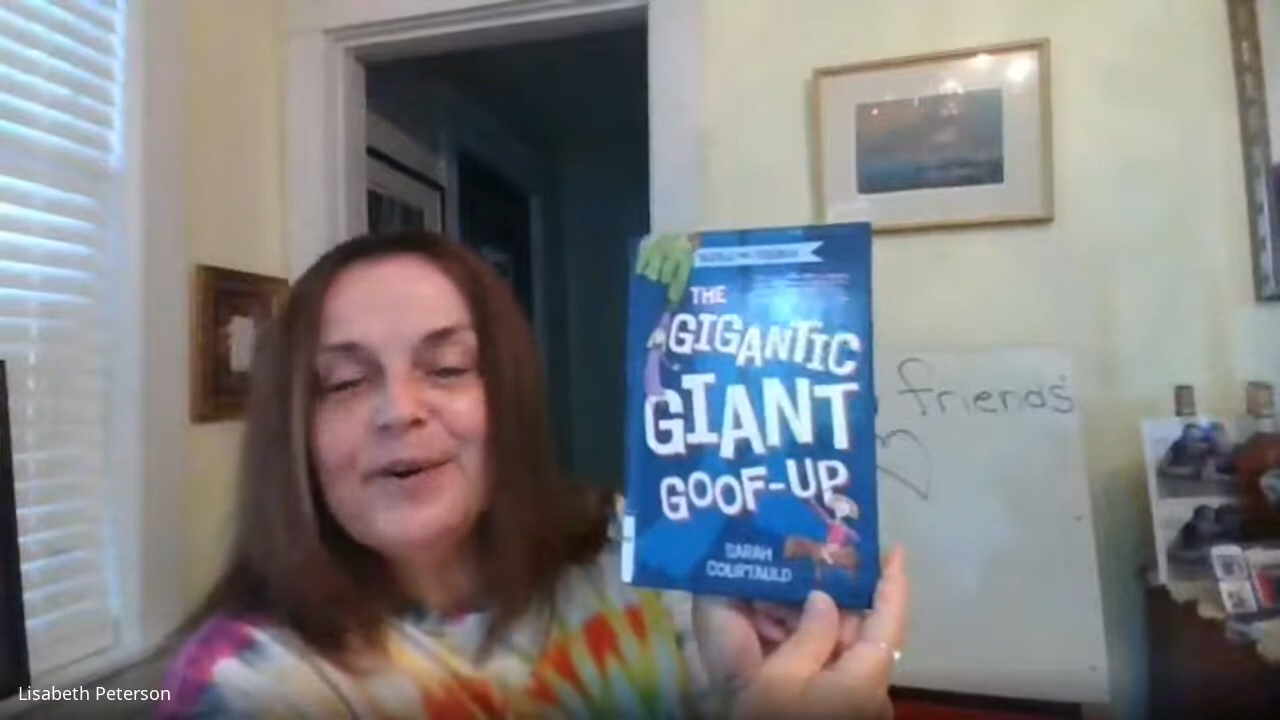 THE
GIGANTIC
GIANT
GOOF-UP
SARAH
COURTAULD
friends
Lisabeth Peterson